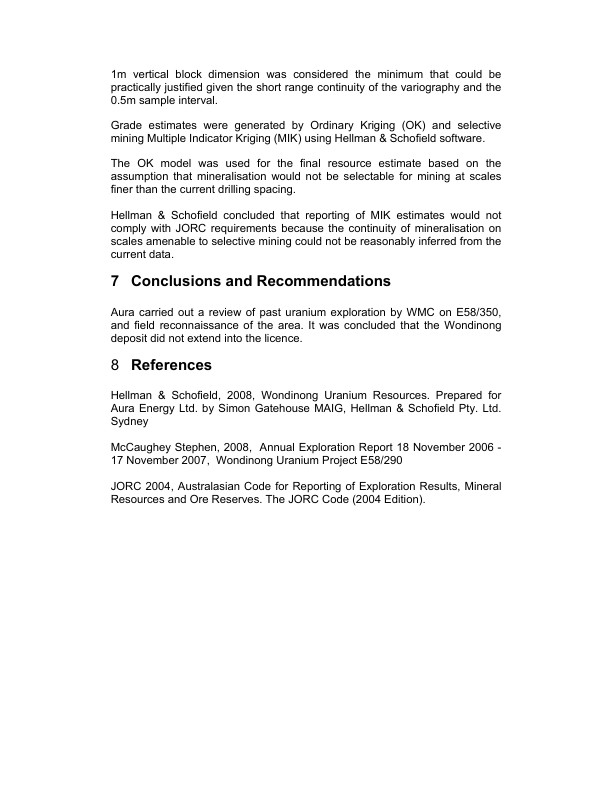 1m vertical block dimension was considered the minimum that could be
practically justified given the short range continuity of the variography and the
0.5m sample interval.
Grade estimates were generated by Ordinary Kriging (OK) and selective
mining Multiple Indicator Kriging (MIK) using Hellman & Schofield software.
The OK model was used for the final resource estimate based on the
assumption that mineralisation would not be selectable for mining at scales
finer than the current drilling spacing.
Hellman & Schofield concluded that reporting of MIK estimates would not
comply with JORC requirements because the continuity of mineralisation on
scales amenable to selective mining could not be reasonably inferred from the
current data.
7 Conclusions and Recommendations
Aura carried out a review of past uranium exploration by WMC on E58/350,
and field reconnaissance of the area. It was concluded that the Wondinong
deposit did not extend into the licence.
8 References
Hellman & Schofield, 2008, Wondinong Uranium Resources. Prepared for
Aura Energy Ltd. by Simon Gatehouse MAIG, Hellman & Schofield Pty. Ltd.
Sydney
McCaughey Stephen, 2008, Annual Exploration Report 18 November 2006 -
17 November 2007, Wondinong Uranium Project E58/290
JORC 2004, Australasian Code for Reporting of Exploration Results, Mineral
Resources and Ore Reserves. The JORC Code (2004 Edition).